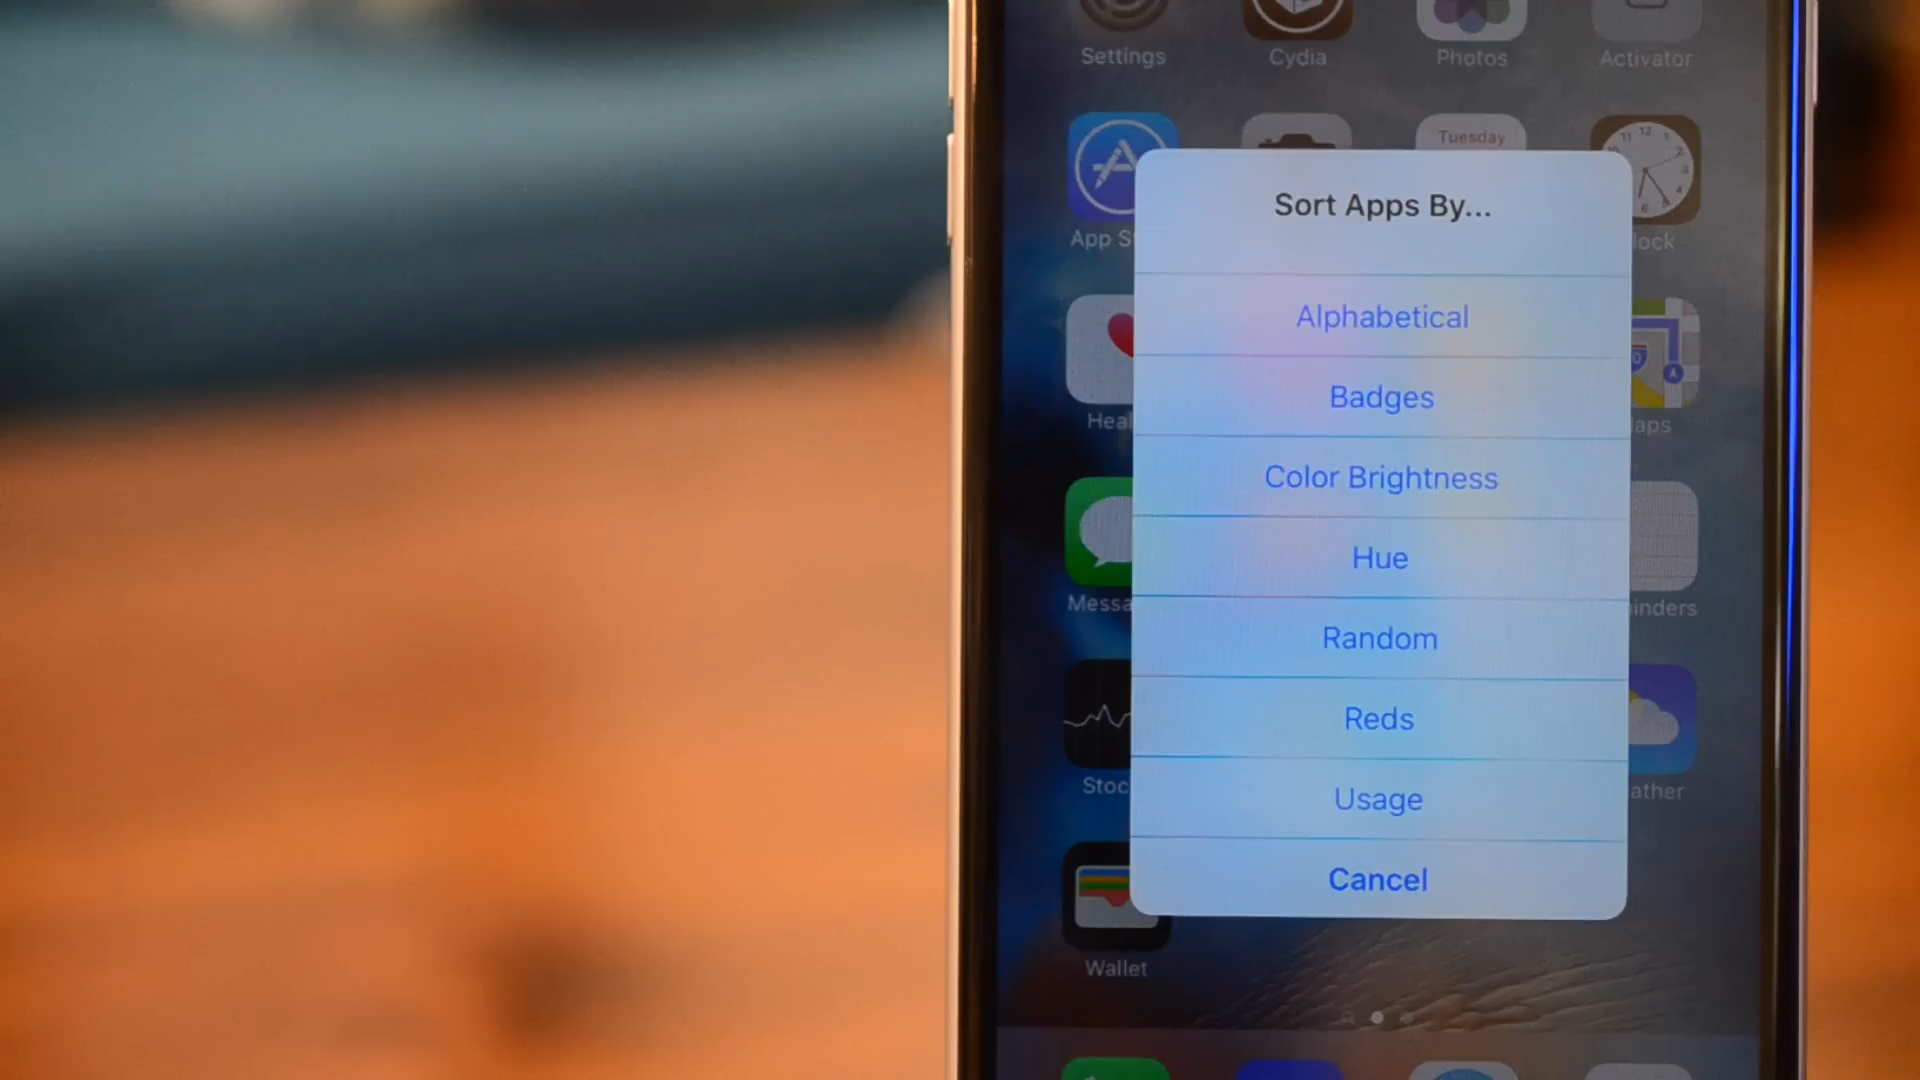 Settings
Cydia
Photos
Activator
Tuesday
12
App S
lock
Sort Apps By...
Alphabetical
Heal
aps
Badges
Color Brightness
Hue
Messa
inders
Random
Reds
Stoc
ather
Usage
Cancel
Wallet